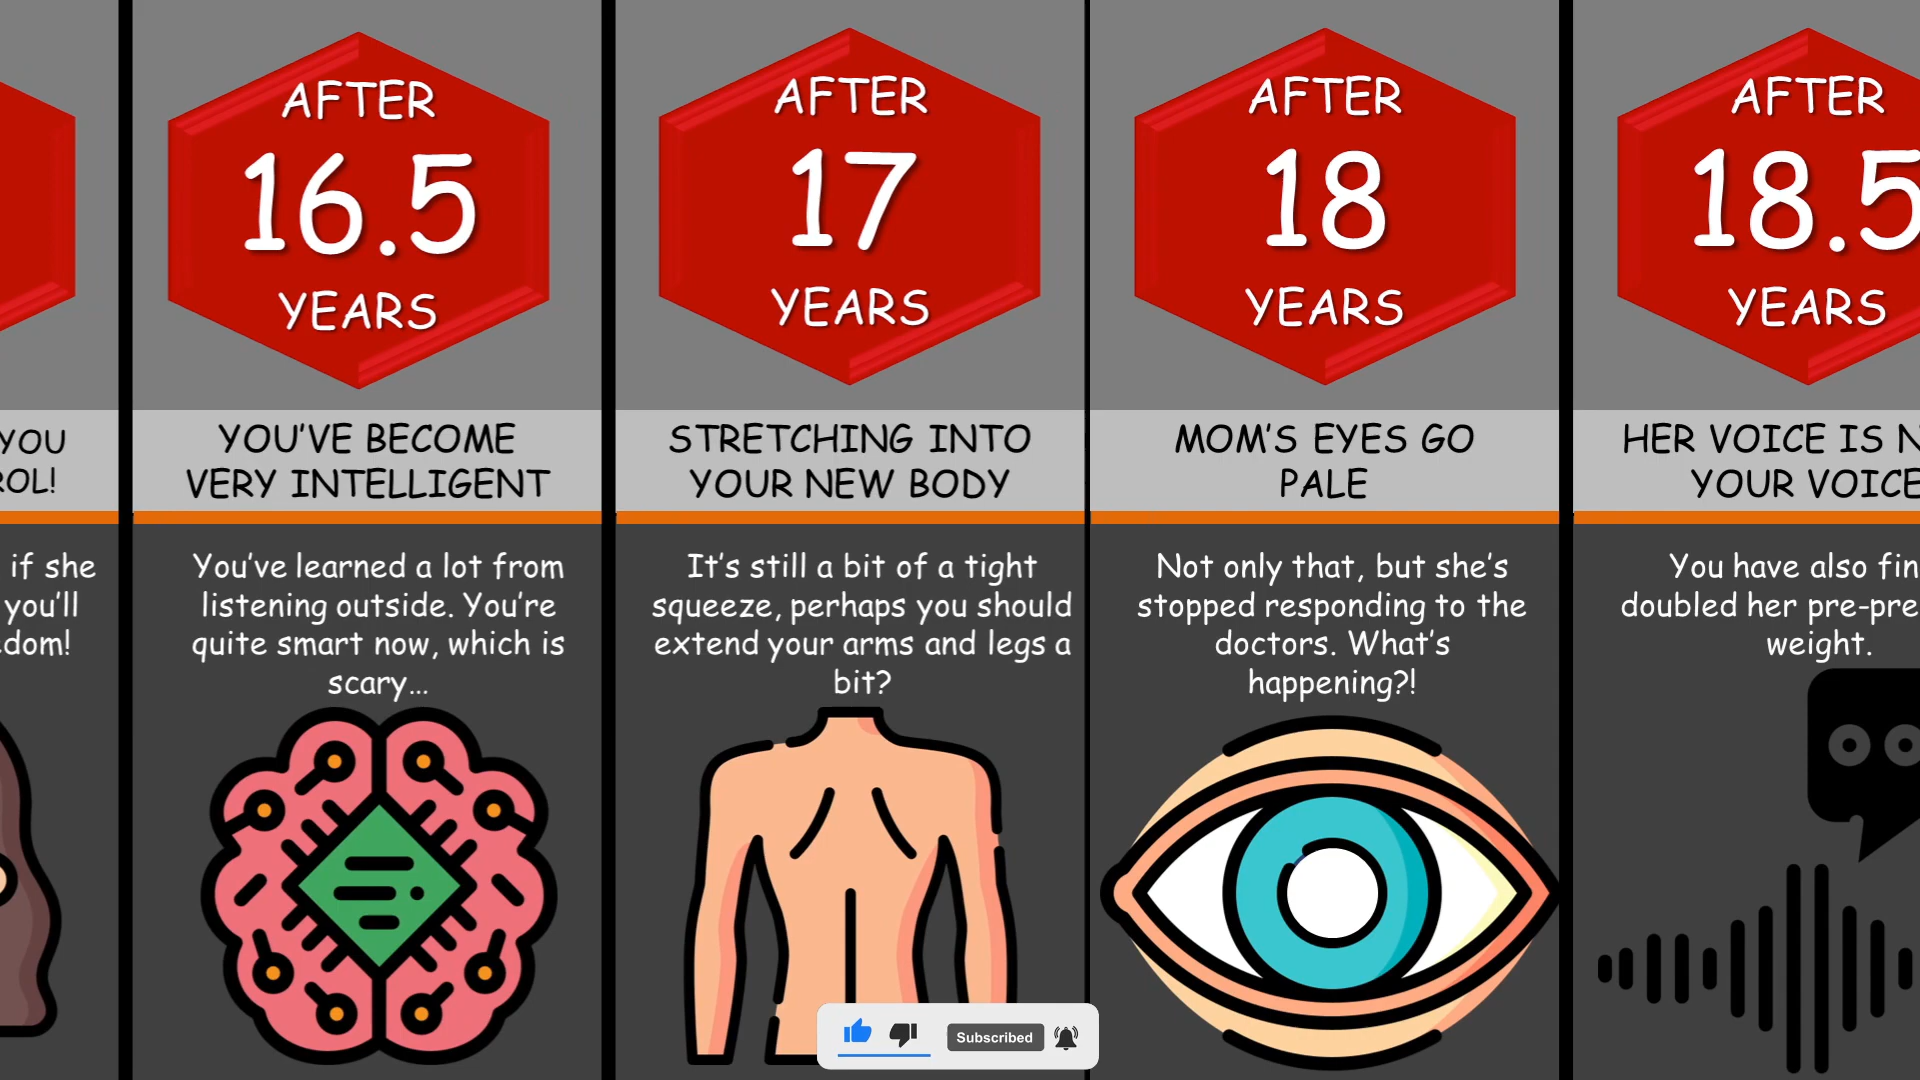 YOU
ROL!
if she
you'll
edom!
AFTER
16.5
YEARS
YOU'VE BECOME
VERY INTELLIGENT
You've learned a lot from
listening outside. You're
quite smart now, which is
scary...
AFTER
17
YEARS
STRETCHING INTO
YOUR NEW BODY
It's still a bit of a tight
squeeze, perhaps you should
extend your arms and legs a
bit?
AFTER
18
YEARS
MOM'S EYES GO
PALE
Not only that, but she's
stopped responding to the
doctors. What's
happening?!
AFTER
18.5
YEARS
HER VOICE IS N
YOUR VOICE
You have also fin
doubled her pre-pre
weight.
Subscribed